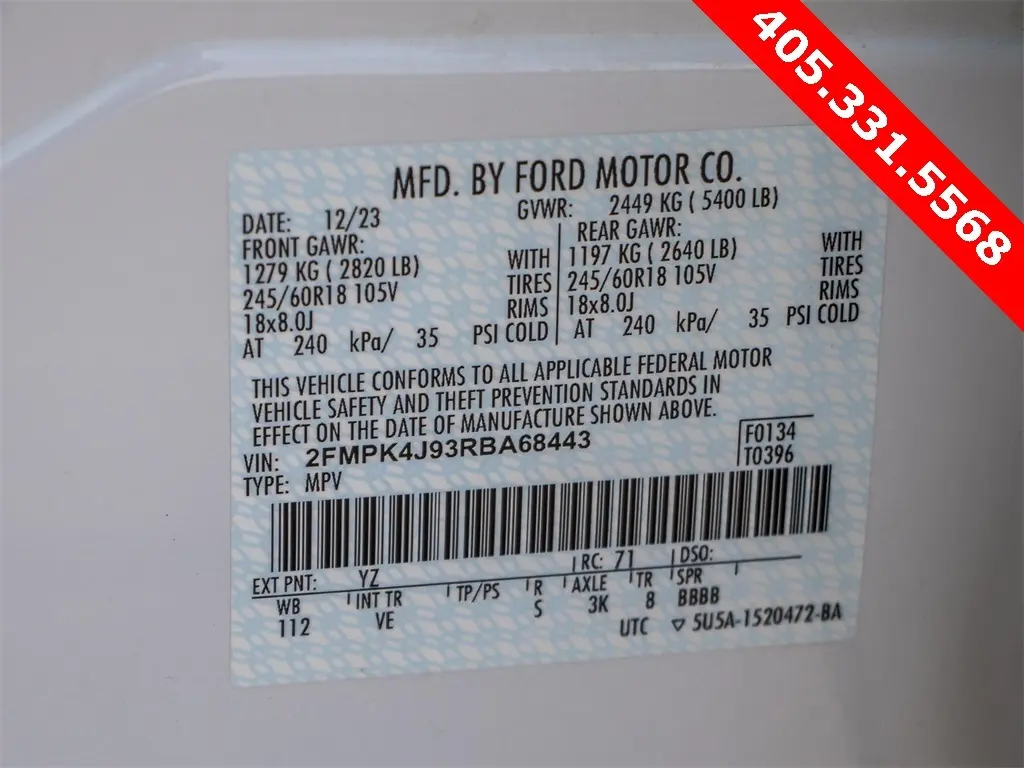 405.331.5568
MFD. BY FORD MOTOR CO.
DATE: 12/23 GVWR: 2449 KG ( 5400 LB)
FRONT GAWR: REAR GAWR:
1279 KG ( 2820 LB) WITH 1197 KG ( 2640 LB) WITH
245/60R18 105V TIRES 245/60R18 105V TIRES
18x8.0J RIMS 18x8.0J RIMS
AT 240 kPa/ 35 PSI COLD AT 240 kPa/ 35 PSI COLD
THIS VEHICLE CONFORMS TO ALL APPLICABLE FEDERAL MOTOR
VEHICLE SAFETY AND THEFT PREVENTION STANDARDS IN
EFFECT ON THE DATE OF MANUFACTURE SHOWN ABOVE.
VIN: 2FMPK4J93RBA68443 F0134
TYPE: MPV T0396
EXT PNT: YZ RC: 71 DSO:
WB INT TR TP/PS R AXLE TR SPR
112 VE S 3K 8 BBBB
UTC ▽ 5U5A-1520472-BA